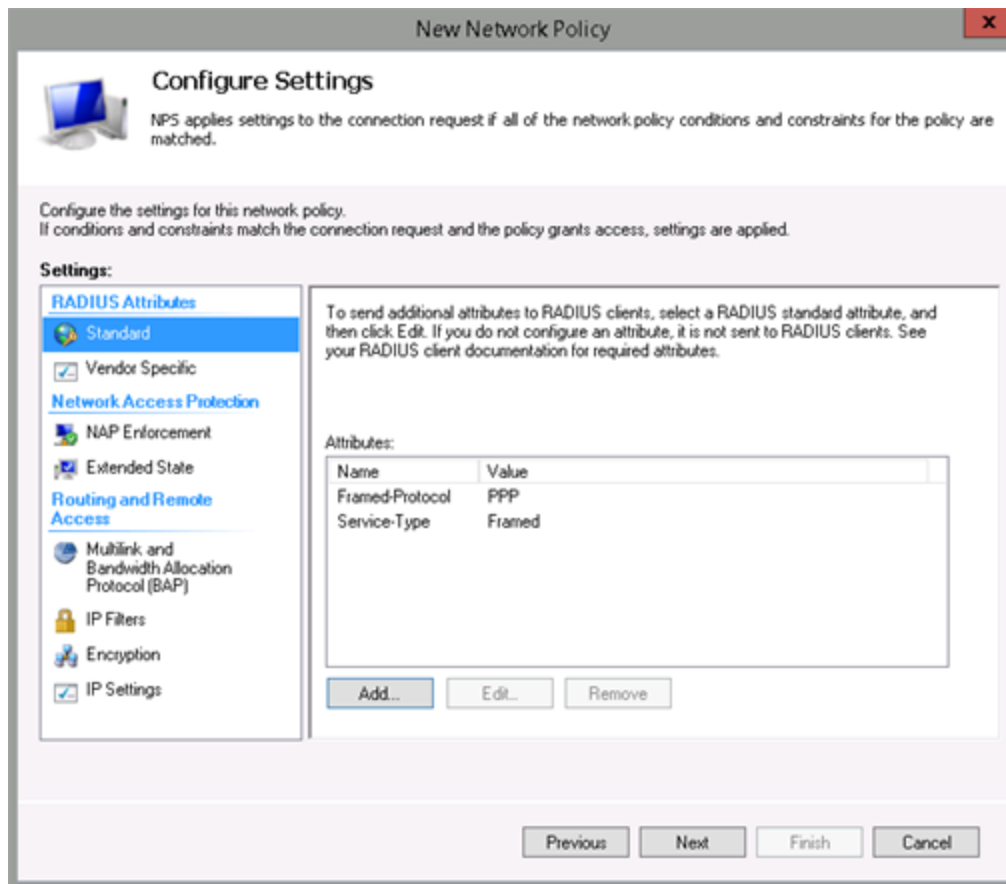 New Network Policy
x
Configure Settings
NPS applies settings to the connection request if all of the network policy conditions and constraints for the policy are
matched.
Configure the settings for this network policy.
If conditions and constraints match the connection request and the policy grants access, settings are applied.
Settings:
RADIUS Attributes
Standard
Vendor Specific
Network Access Protection
NAP Enforcement
Extended State
Routing and Remote
Access
Multilink and
Bandwidth Allocation
Protocol (BAP)
IP Filters
Encryption
IP Settings
To send additional attributes to RADIUS clients, select a RADIUS standard attribute, and
then click Edit. If you do not configure an attribute, it is not sent to RADIUS clients. See
your RADIUS client documentation for required attributes.
Attributes:
Name Value
Framed-Protocol PPP
Service-Type Framed
Add... Edit... Remove
Previous Next Finish Cancel